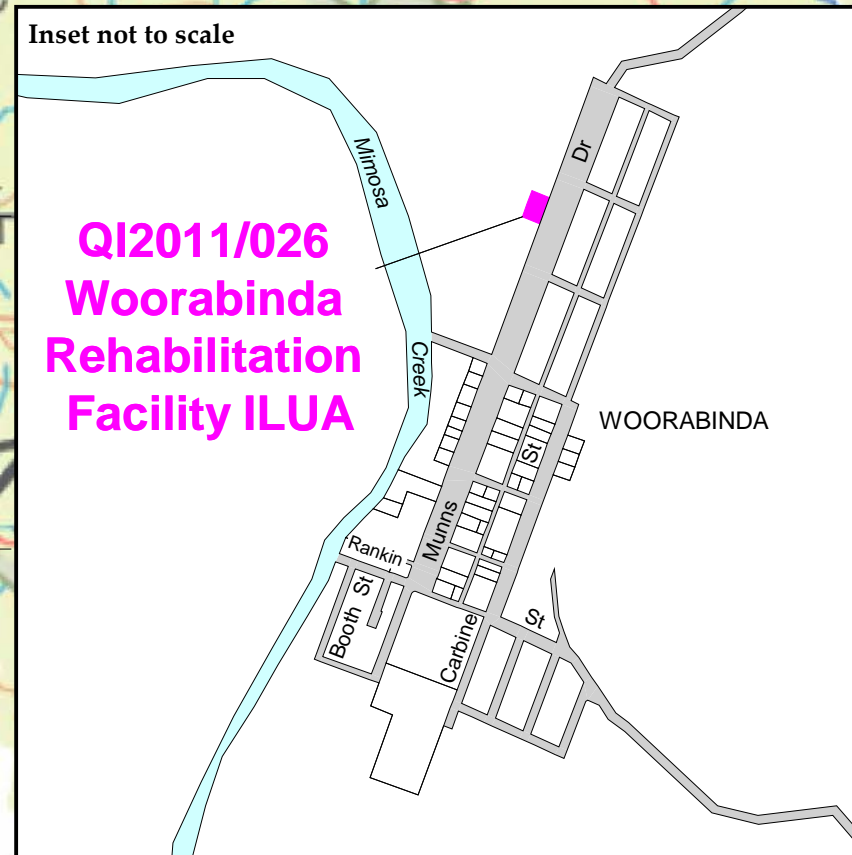 Inset not to scale
Mimosa
Dr
QI2011/026
Woorabinda
Rehabilitation
Facility ILUA
Creek
WOORABINDA
St
Munns
Rankin
Booth St
St
Carbine